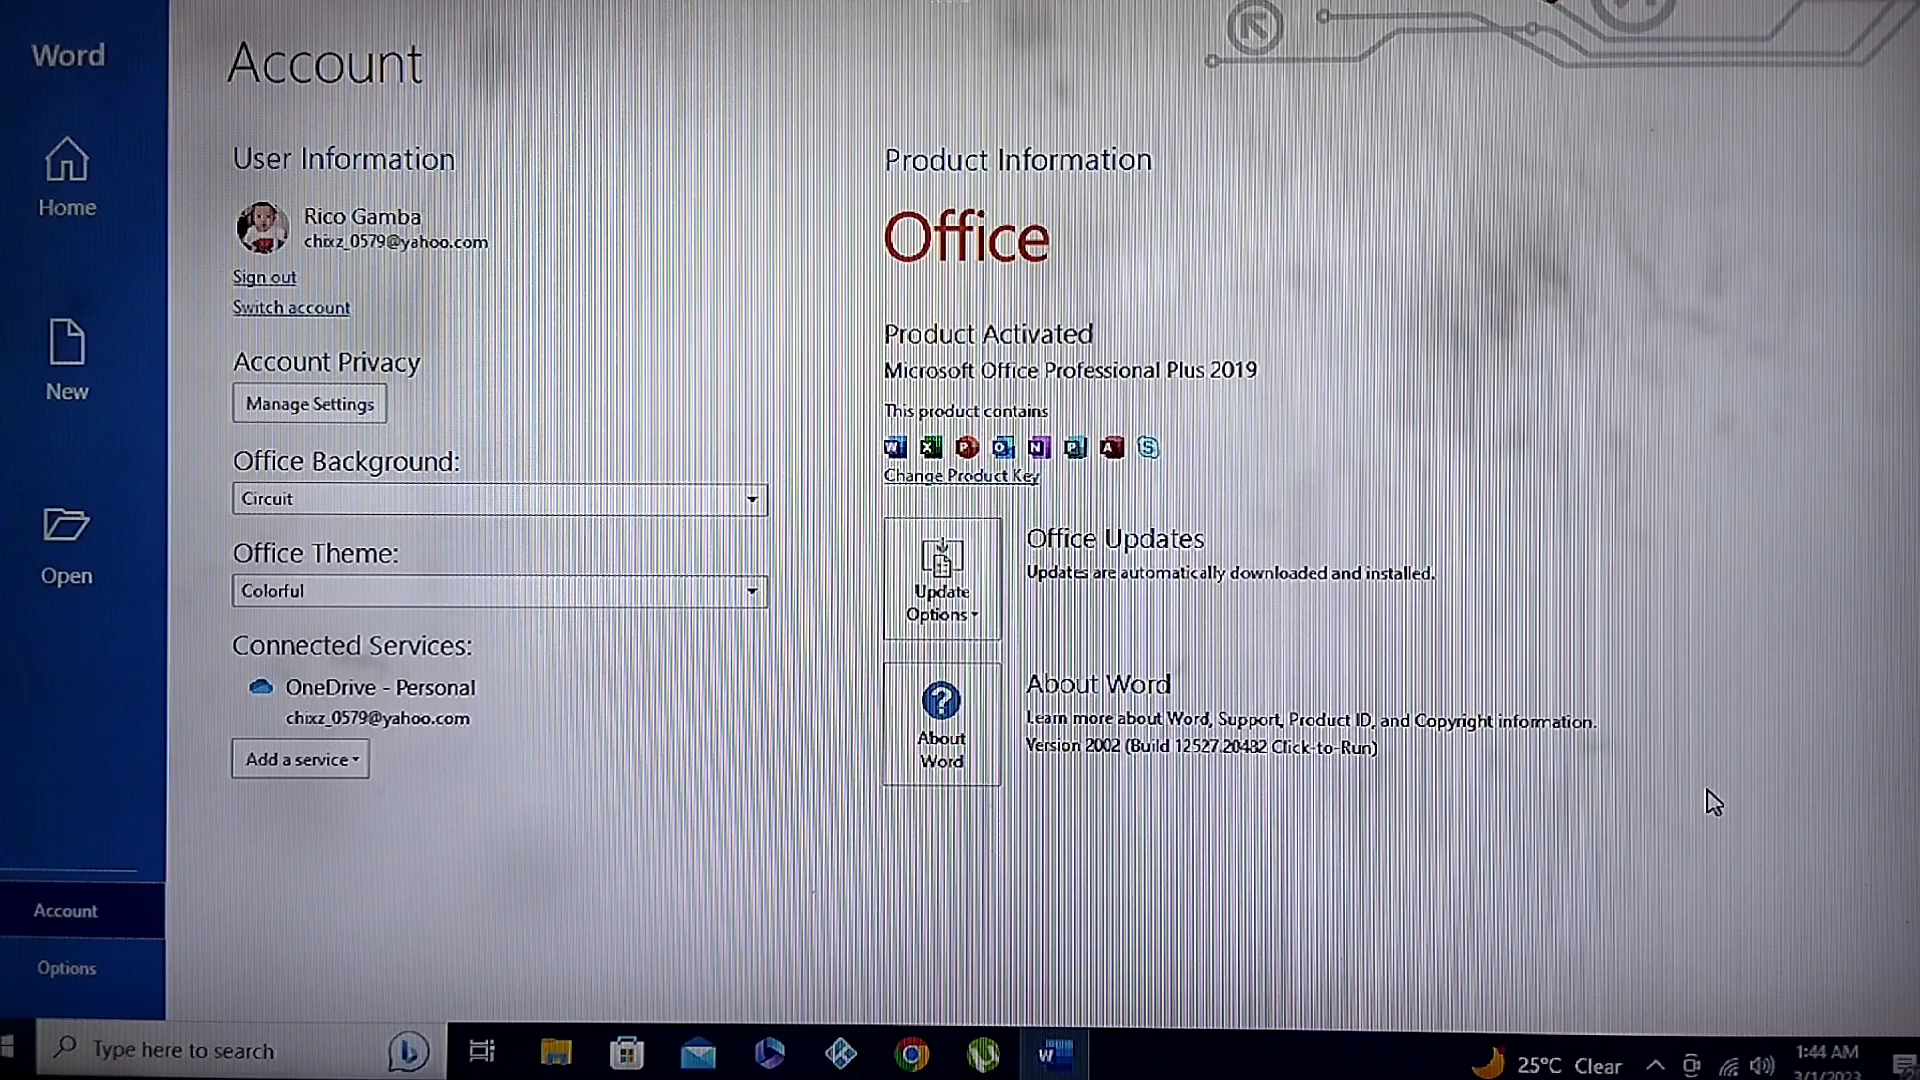 Word
Home
New
Open
Account
Options
Account
User Information
Rico Gamba
chixz_0579@yahoo.com
Sign out
Switch account
Account Privacy
Manage Settings
Office Background:
Circuit
Office Theme:
Colorful
Connected Services:
OneDrive - Personal
chixz_0579@yahoo.com
Add a service
Product Information
Office
Product Activated
Microsoft Office Professional Plus 2019
This product contains
Change Product Key
Update
Options
Office Updates
Updates are automatically downloaded and installed.
About
Word
About Word
Learn more about Word, Support, Product ID, and Copyright information.
Version 2002 (Build 12527.20482 Click-to-Run)
Type here to search
25°C Clear
1:44 AM
3/1/2023